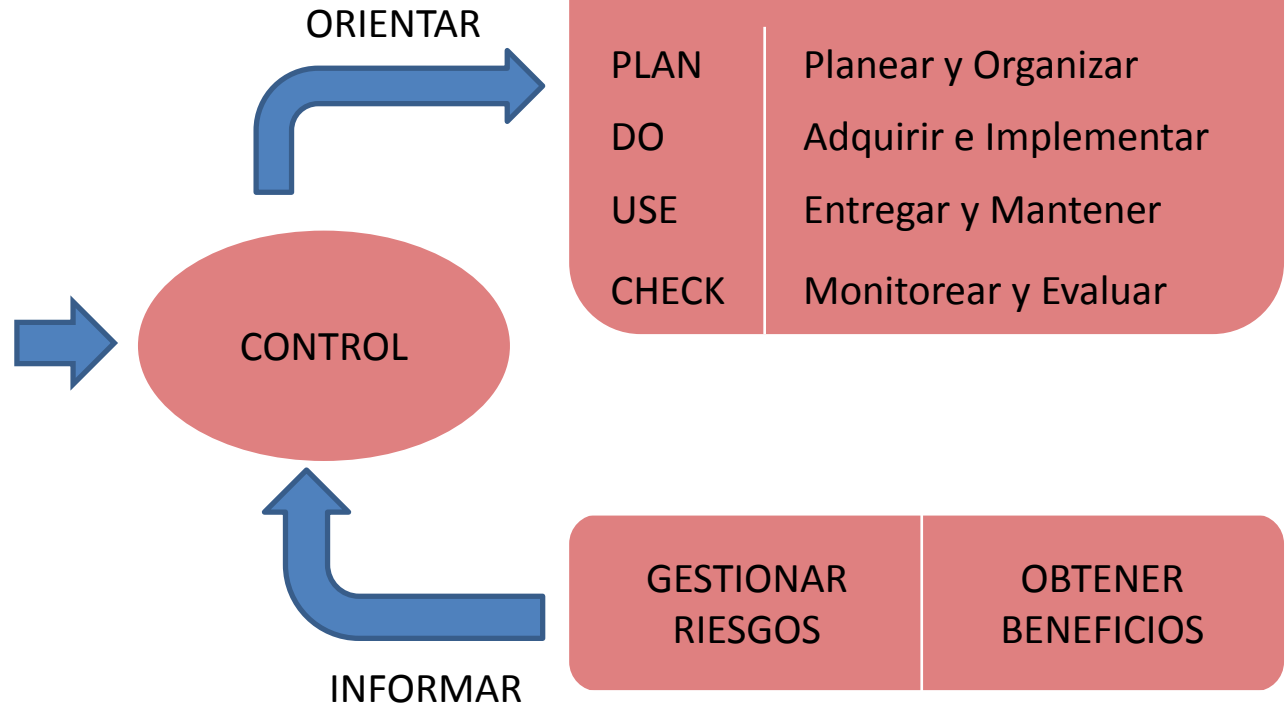 ORIENTAR
PLAN Planear y Organizar
DO Adquirir e Implementar
USE Entregar y Mantener
CHECK Monitorear y Evaluar
CONTROL
GESTIONAR
RIESGOS
OBTENER
BENEFICIOS
INFORMAR